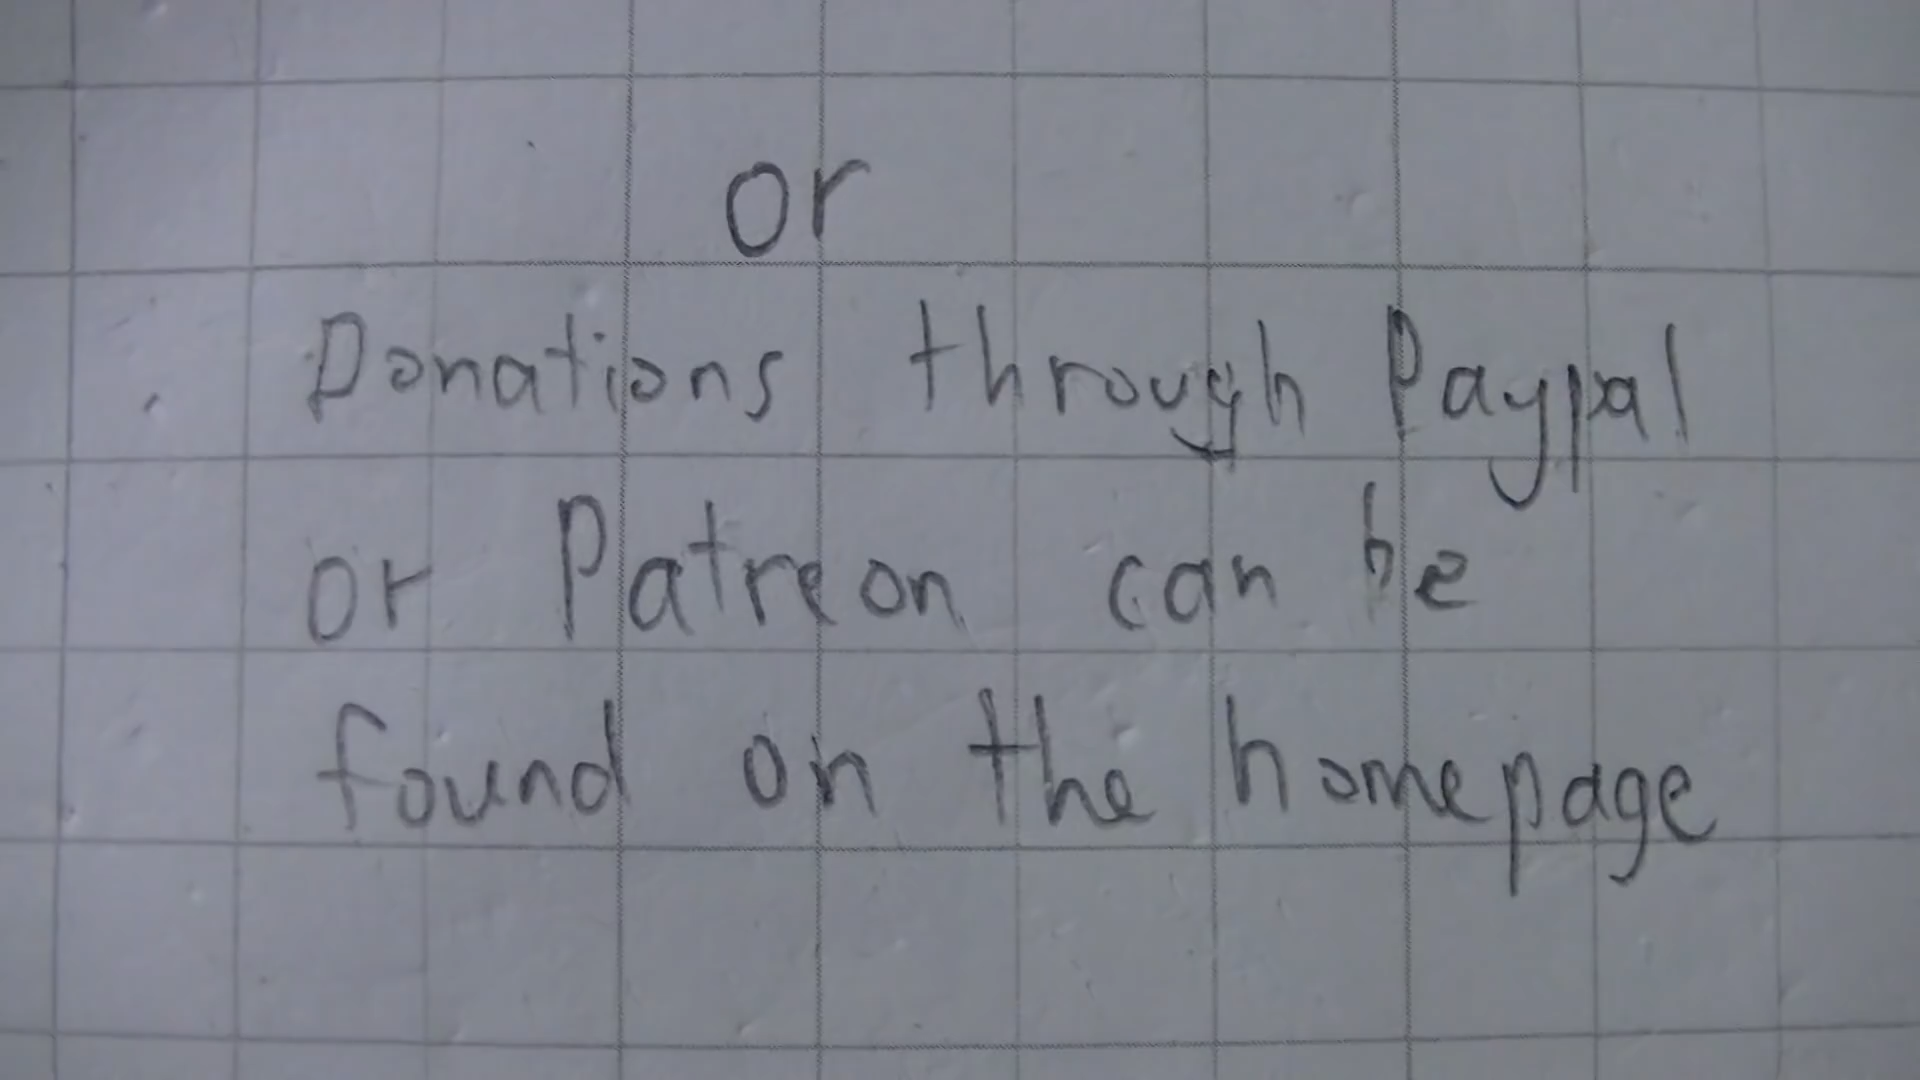 or
Donations through Paypal
or Patreon can be
found on the homepage